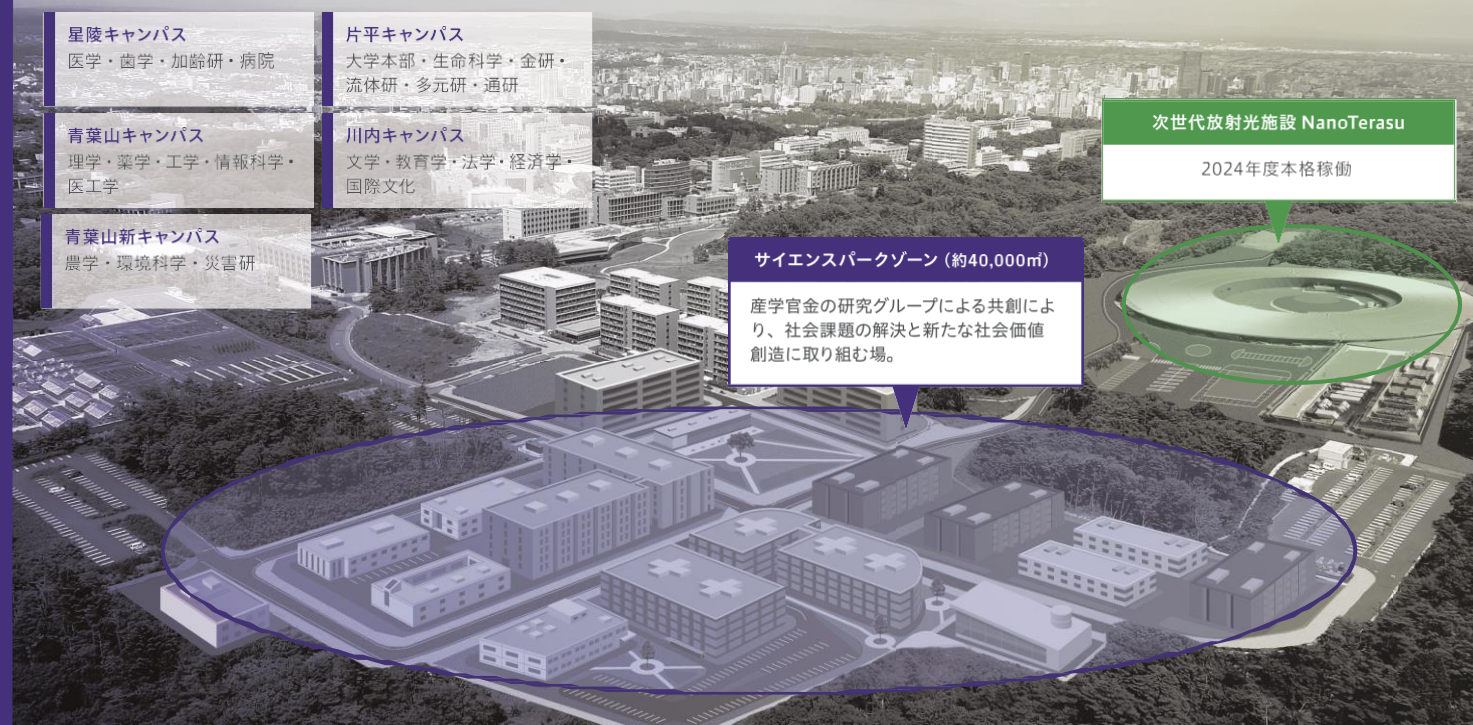 星陵キャンパス
医学・歯学・加齢研・病院
片平キャンパス
大学本部・生命科学・金研・
流体研・多元研・通研
青葉山キャンパス
理学・薬学・工学・情報科学・
医工学
川内キャンパス
文学・教育学・法学・経済学・
国際文化
青葉山新キャンパス
農学・環境科学・災害研
次世代放射光施設 NanoTerasu
2024年度本格稼働
サイエンスパークゾーン（約40,000㎡）
産学官金の研究グループによる共創によ
り、社会課題の解決と新たな社会価値
創造に取り組む場。